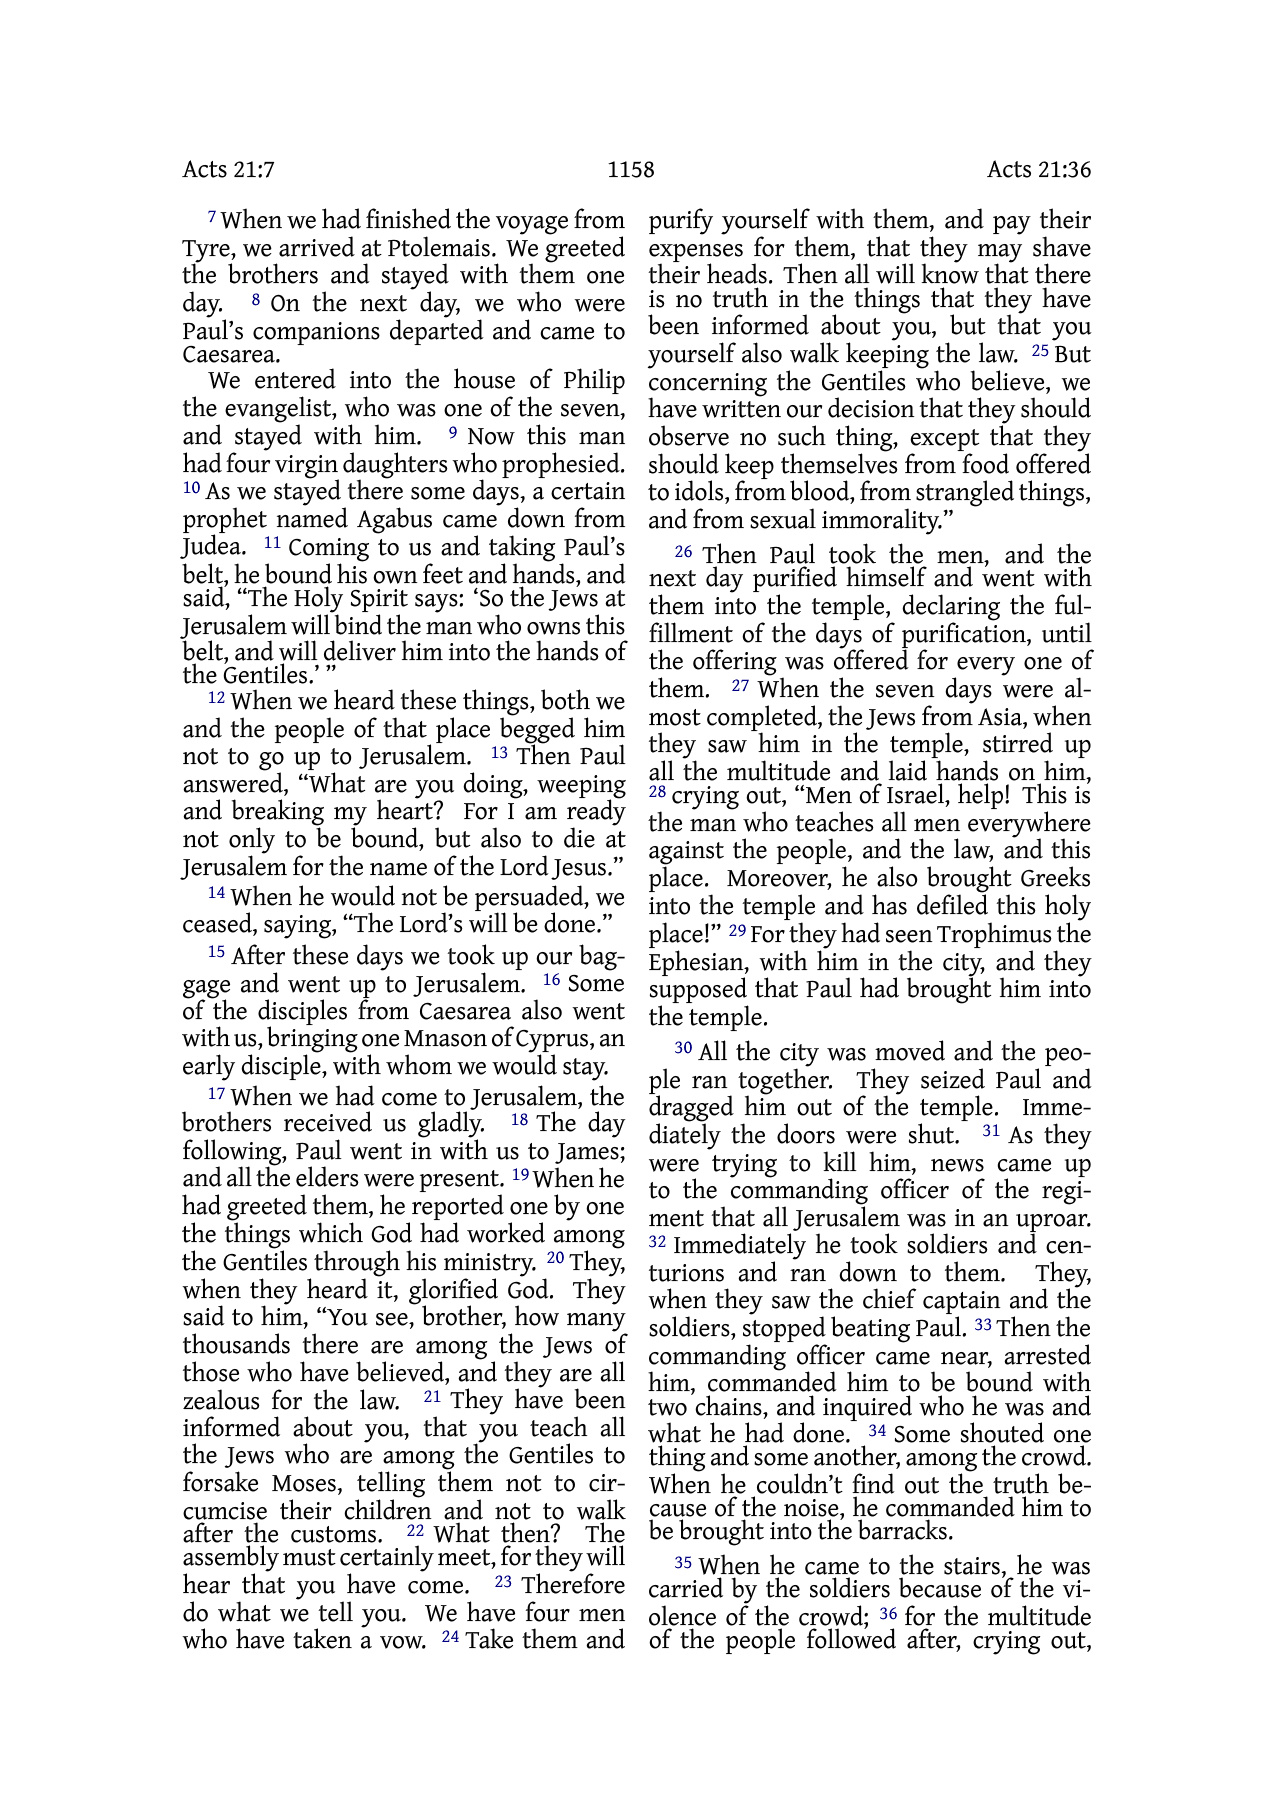 Acts 21:7 1158 Acts 21:36
7 When we had finished the voyage from
Tyre, we arrived at Ptolemais. We greeted
the brothers and stayed with them one
day. 8 On the next day, we who were
Paul's companions departed and came to
Caesarea.
We entered into the house of Philip
the evangelist, who was one of the seven,
and stayed with him. 9 Now this man
had four virgin daughters who prophesied.
10 As we stayed there some days, a certain
prophet named Agabus came down from
Judea. 11 Coming to us and taking Paul's
belt, he bound his own feet and hands, and
said, “The Holy Spirit says: ‘So the Jews at
Jerusalem will bind the man who owns this
belt, and will deliver him into the hands of
the Gentiles.’ ”
12 When we heard these things, both we
and the people of that place begged him
not to go up to Jerusalem. 13 Then Paul
answered, “What are you doing, weeping
and breaking my heart? For I am ready
not only to be bound, but also to die at
Jerusalem for the name of the Lord Jesus.”
14 When he would not be persuaded, we
ceased, saying, “The Lord's will be done.”
15 After these days we took up our bag-
gage and went up to Jerusalem. 16 Some
of the disciples from Caesarea also went
with us, bringing one Mnason of Cyprus, an
early disciple, with whom we would stay.
17 When we had come to Jerusalem, the
brothers received us gladly. 18 The day
following, Paul went in with us to James;
and all the elders were present. 19 When he
had greeted them, he reported one by one
the things which God had worked among
the Gentiles through his ministry. 20 They,
when they heard it, glorified God. They
said to him, “You see, brother, how many
thousands there are among the Jews of
those who have believed, and they are all
zealous for the law. 21 They have been
informed about you, that you teach all
the Jews who are among the Gentiles to
forsake Moses, telling them not to cir-
cumcise their children and not to walk
after the customs. 22 What then? The
assembly must certainly meet, for they will
hear that you have come. 23 Therefore
do what we tell you. We have four men
who have taken a vow. 24 Take them and
purify yourself with them, and pay their
expenses for them, that they may shave
their heads. Then all will know that there
is no truth in the things that they have
been informed about you, but that you
yourself also walk keeping the law. 25 But
concerning the Gentiles who believe, we
have written our decision that they should
observe no such thing, except that they
should keep themselves from food offered
to idols, from blood, from strangled things,
and from sexual immorality.”
26 Then Paul took the men, and the
next day purified himself and went with
them into the temple, declaring the ful-
fillment of the days of purification, until
the offering was offered for every one of
them. 27 When the seven days were al-
most completed, the Jews from Asia, when
they saw him in the temple, stirred up
all the multitude and laid hands on him,
28 crying out, “Men of Israel, help! This is
the man who teaches all men everywhere
against the people, and the law, and this
place. Moreover, he also brought Greeks
into the temple and has defiled this holy
place!” 29 For they had seen Trophimus the
Ephesian, with him in the city, and they
supposed that Paul had brought him into
the temple.
30 All the city was moved and the peo-
ple ran together. They seized Paul and
dragged him out of the temple. Imme-
diately the doors were shut. 31 As they
were trying to kill him, news came up
to the commanding officer of the regi-
ment that all Jerusalem was in an uproar.
32 Immediately he took soldiers and cen-
turions and ran down to them. They,
when they saw the chief captain and the
soldiers, stopped beating Paul. 33 Then the
commanding officer came near, arrested
him, commanded him to be bound with
two chains, and inquired who he was and
what he had done. 34 Some shouted one
thing and some another, among the crowd.
When he couldn't find out the truth be-
cause of the noise, he commanded him to
be brought into the barracks.
35 When he came to the stairs, he was
carried by the soldiers because of the vi-
olence of the crowd; 36 for the multitude
of the people followed after, crying out,